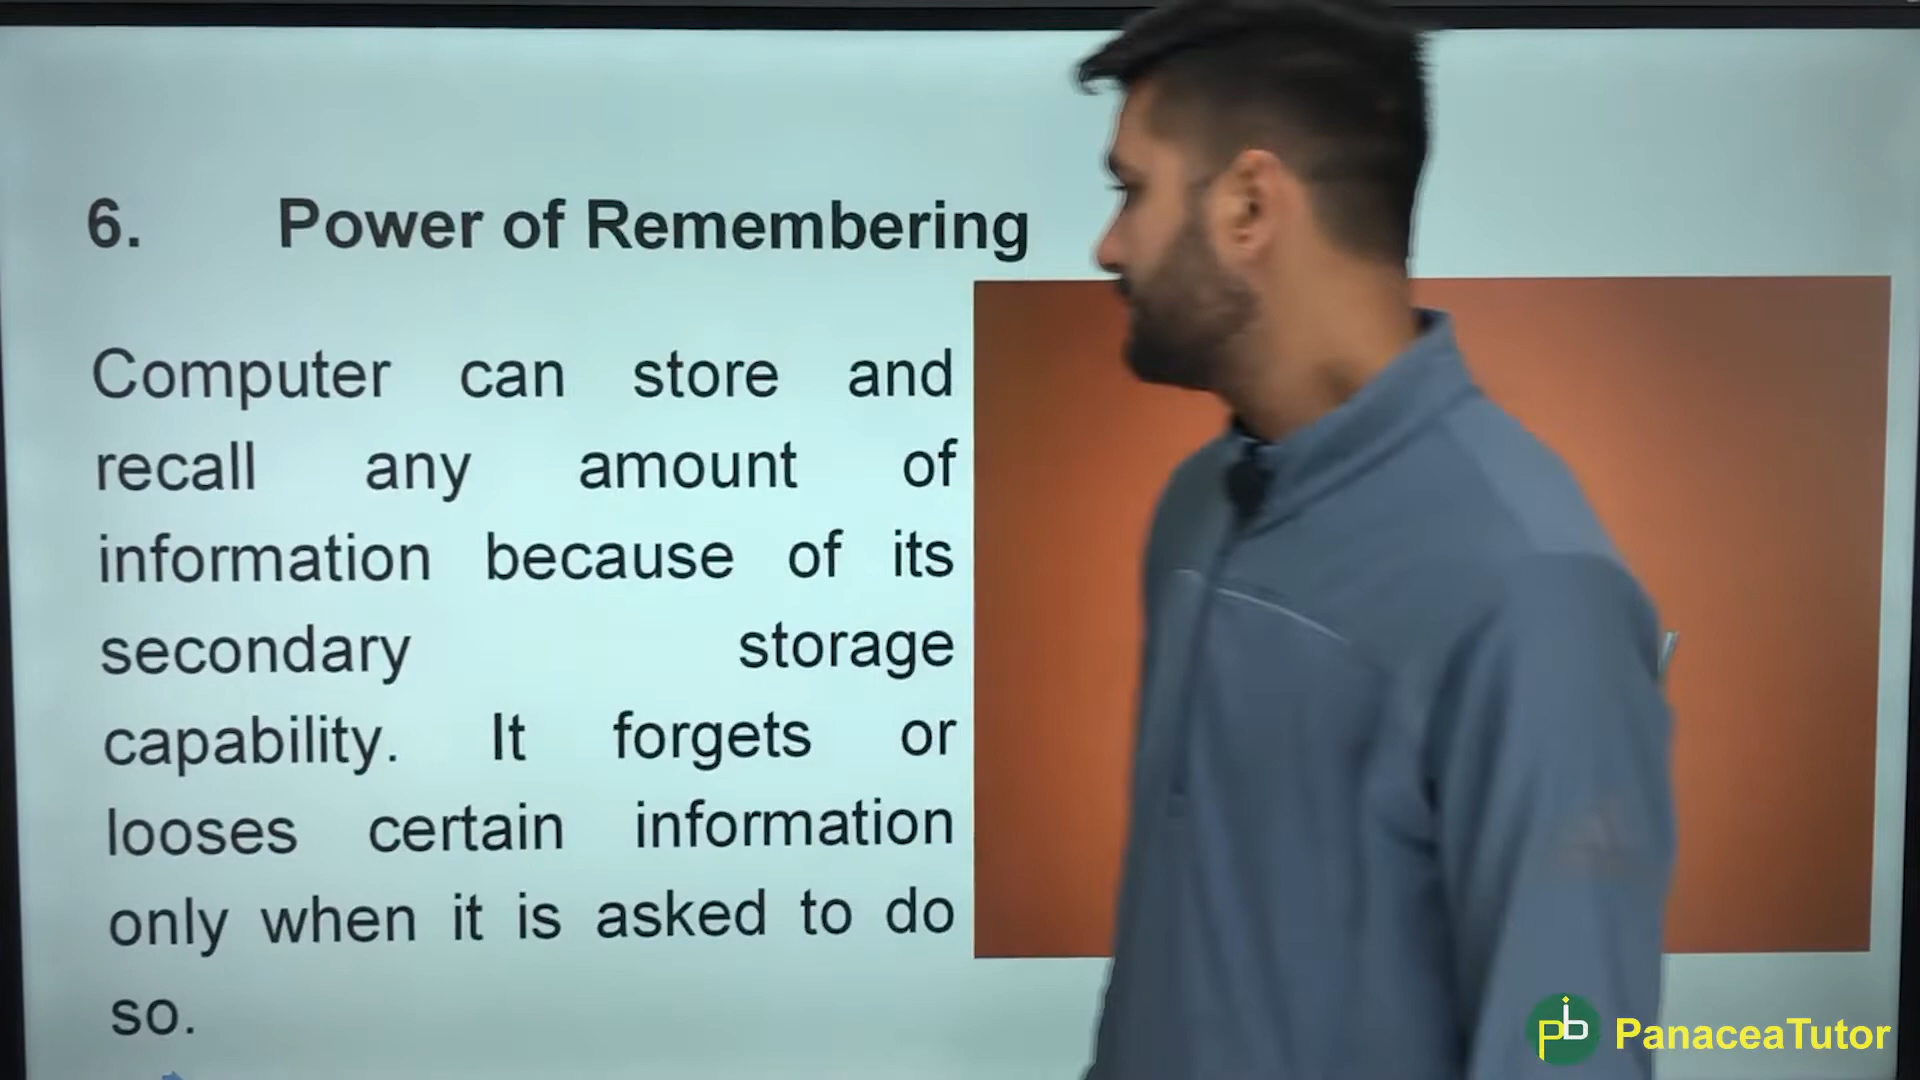 6. Power of Remembering
Computer can store and
recall any amount of
information because of its
secondary storage
capability. It forgets or
looses certain information
only when it is asked to do
so.
pib PanaceaTutor